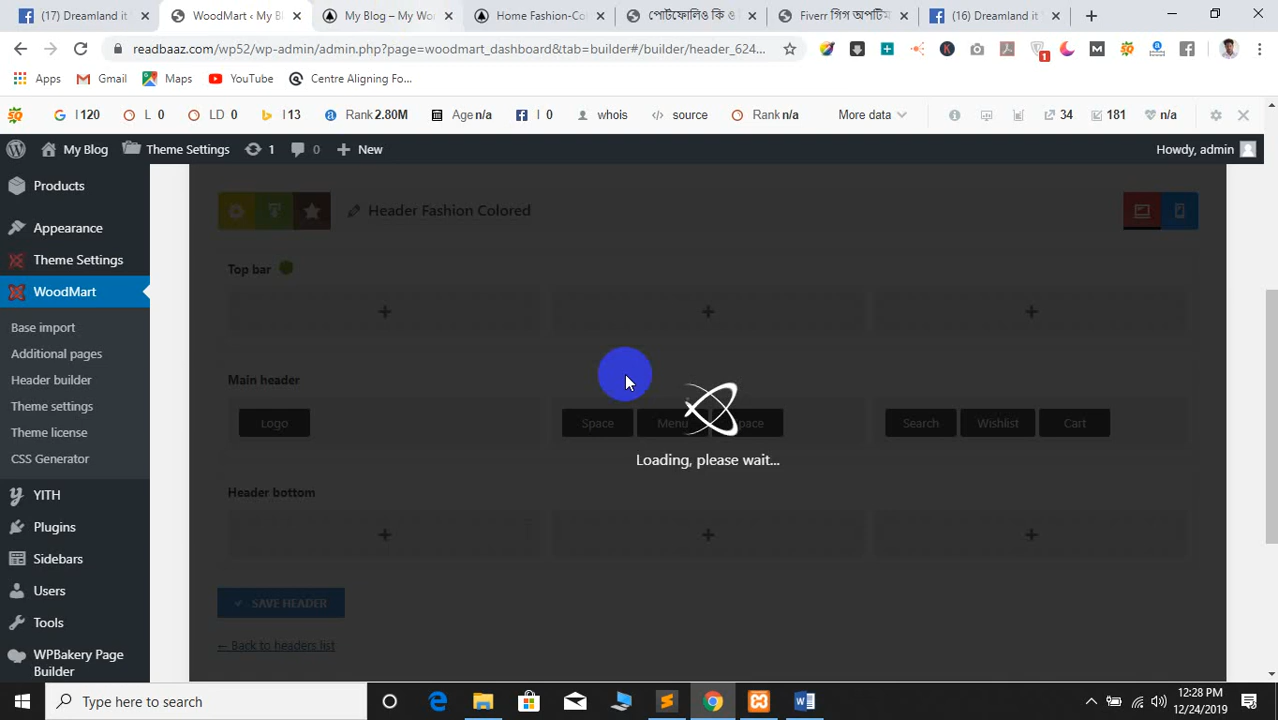 (17) Dreamland it
WoodMart ‹ My Bl
My Blog – My Wo
Home Fashion-Co
পোর্টফোলিও কি ও
Fiverr গিগ অপটিম
(16) Dreamland it
readbaaz.com/wp52/wp-admin/admin.php?page=woodmart_dashboard&tab=builder#/builder/header_624...
Apps
Gmail
Maps
YouTube
Centre Aligning Fo...
I 120
L 0
LD 0
I 13
Rank 2.80M
Age n/a
I 0
whois
source
Rank n/a
More data
34
181
n/a
My Blog
Theme Settings
1
0
New
Howdy, admin
Products
Appearance
Theme Settings
WoodMart
Base import
Additional pages
Header builder
Theme settings
Theme license
CSS Generator
YITH
Plugins
Sidebars
Users
Tools
WPBakery Page
Builder
Header Fashion Colored
Top bar
Main header
Logo
Space
Menu
Space
Search
Wishlist
Cart
Loading, please wait...
Header bottom
SAVE HEADER
← Back to headers list
Type here to search
12:28 PM
12/24/2019